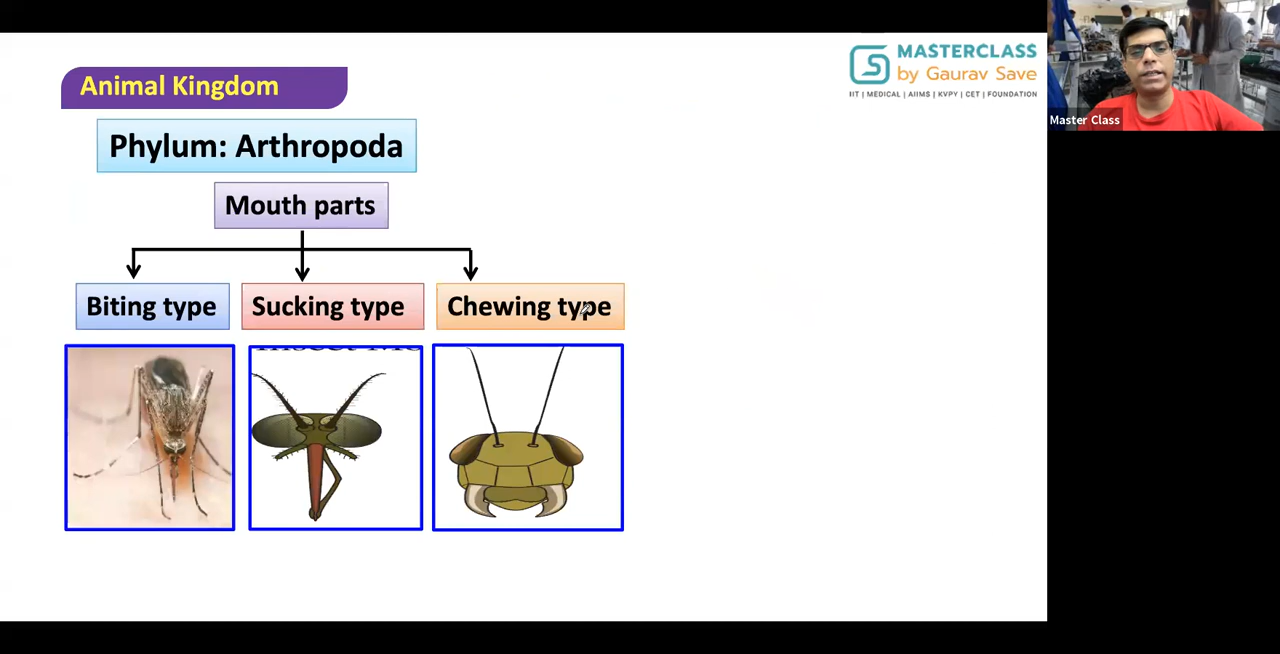 MASTERCLASS
by Gaurav Save
IIT | MEDICAL | AIIMS | KVPY | CET | FOUNDATION
Master Class
Animal Kingdom
Phylum: Arthropoda
Mouth parts
Biting type
Sucking type
Chewing type